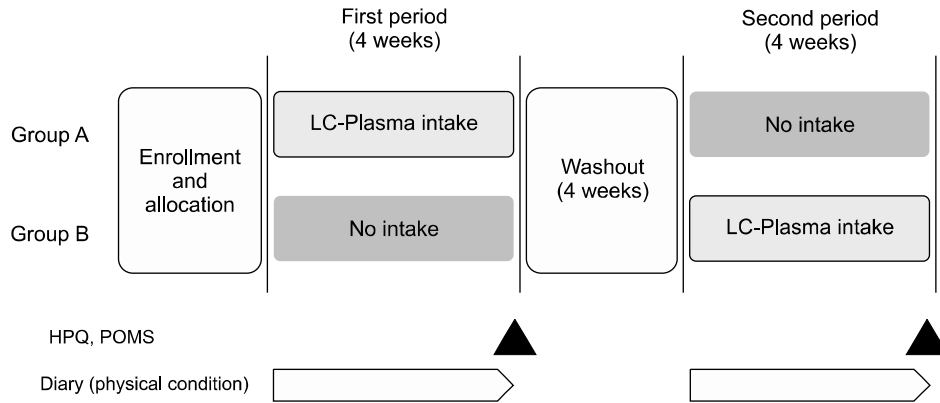 First period
(4 weeks)
Second period
(4 weeks)
Group A
Group B
Enrollment
and
allocation
LC-Plasma intake
No intake
Washout
(4 weeks)
No intake
LC-Plasma intake
HPQ, POMS
Diary (physical condition)